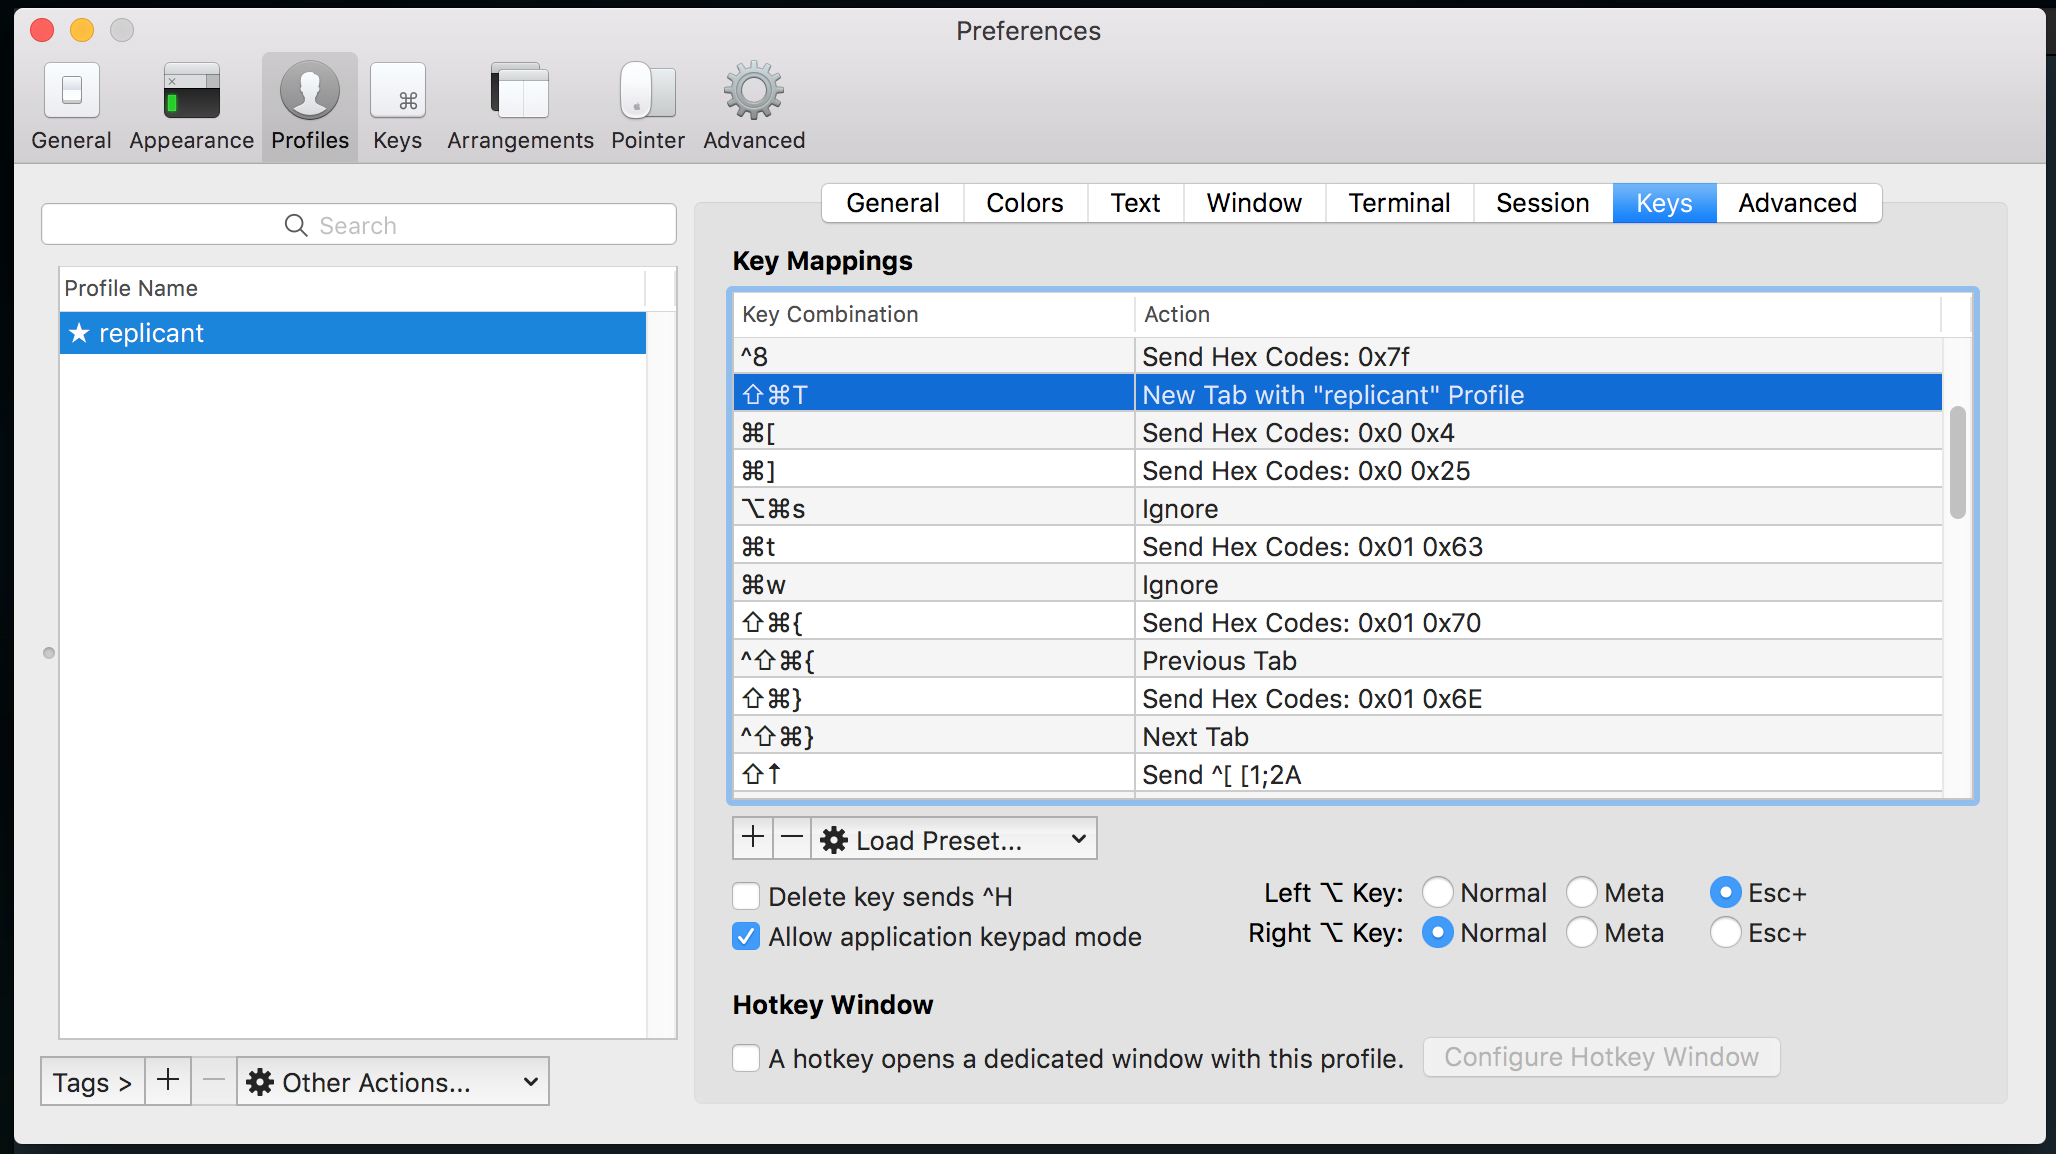 Preferences
General Appearance Profiles Keys Arrangements Pointer Advanced
Search
Profile Name
★ replicant
General Colors Text Window Terminal Session Keys Advanced
Key Mappings
Key Combination Action
^8 Send Hex Codes: 0x7f
⇧⌘T New Tab with "replicant" Profile
⌘[ Send Hex Codes: 0x0 0x4
⌘] Send Hex Codes: 0x0 0x25
⌥⌘s Ignore
⌘t Send Hex Codes: 0x01 0x63
⌘w Ignore
⇧⌘{ Send Hex Codes: 0x01 0x70
^⇧⌘{ Previous Tab
⇧⌘} Send Hex Codes: 0x01 0x6E
^⇧⌘} Next Tab
⇧↑ Send ^[ [1;2A
+ − Load Preset...
Delete key sends ^H
Allow application keypad mode
Left ⌥ Key: Normal Meta Esc+
Right ⌥ Key: Normal Meta Esc+
Hotkey Window
A hotkey opens a dedicated window with this profile. Configure Hotkey Window
Tags > + − Other Actions...